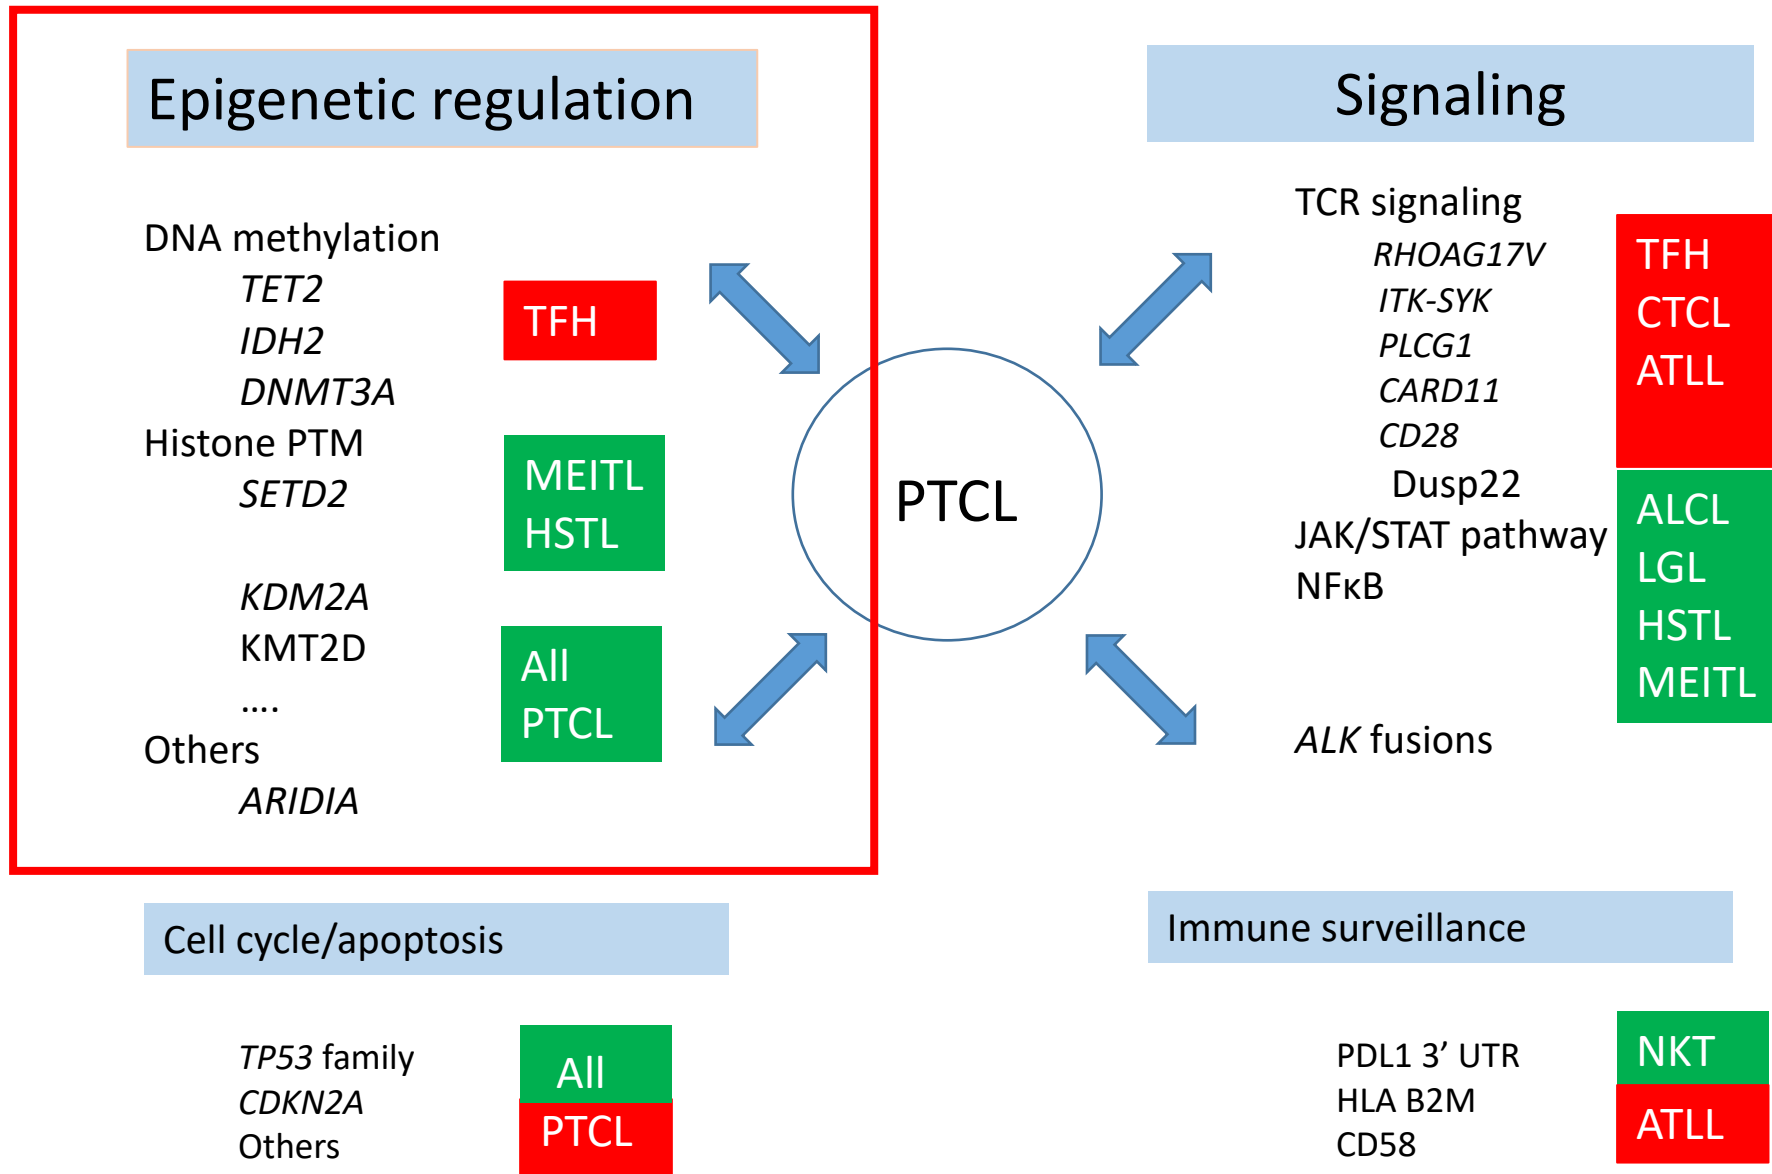 Epigenetic regulation
DNA methylation
TET2
IDH2
DNMT3A
TFH
Histone PTM
SETD2
MEITL
HSTL
KDM2A
KMT2D
....
All
PTCL
Others
ARIDIA
PTCL
Signaling
TCR signaling
RHOAG17V
ITK-SYK
PLCG1
CARD11
CD28
Dusp22
TFH
CTCL
ATLL
JAK/STAT pathway
NFκB
ALCL
LGL
HSTL
MEITL
ALK fusions
Cell cycle/apoptosis
TP53 family
CDKN2A
Others
All
PTCL
Immune surveillance
PDL1 3’ UTR
HLA B2M
CD58
NKT
ATLL